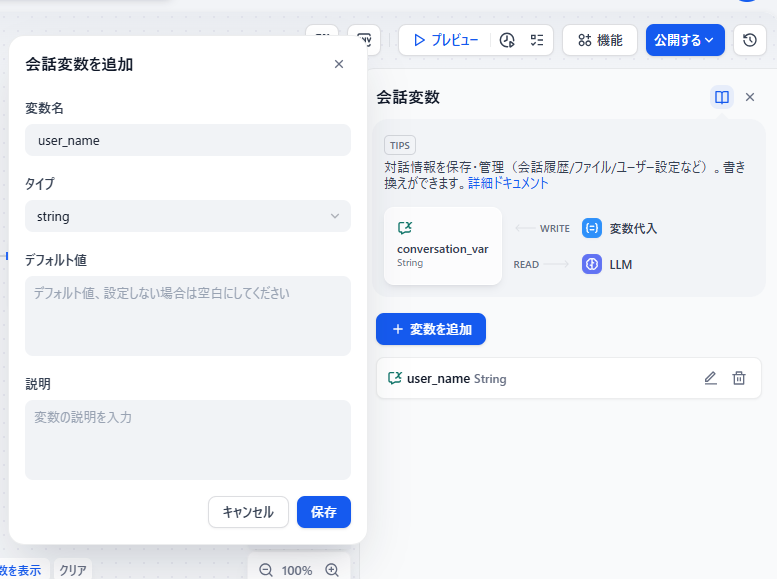 プレビュー
機能
公開する
会話変数を追加
変数名
user_name
タイプ
string
デフォルト値
デフォルト値、設定しない場合は空白にしてください
説明
変数の説明を入力
キャンセル
保存
会話変数
TIPS
対話情報を保存・管理（会話履歴/ファイル/ユーザー設定など）。書き
換えができます。詳細ドキュメント
conversation_var
String
WRITE
変数代入
READ
LLM
変数を追加
user_name String
数を表示
クリア
100%